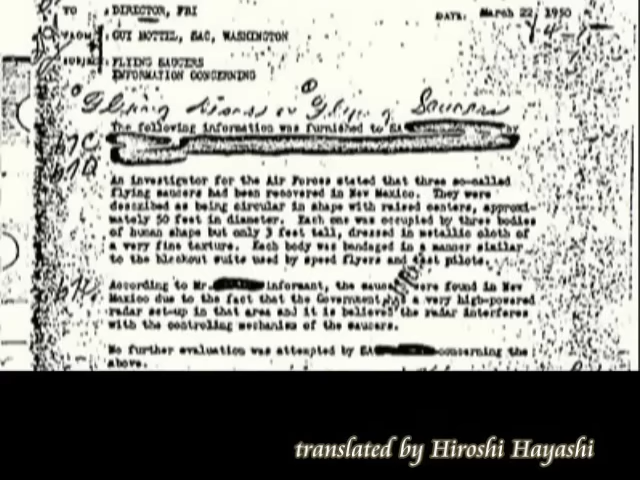 TO : DIRECTOR, FBI DATE: March 22, 1950
FROM : GUY HOTTEL, SAC, WASHINGTON
SUBJECT: FLYING SAUCERS
INFORMATION CONCERNING
Flying Saucers
The following information was furnished to SA by
An investigator for the Air Forces stated that three so-called
flying saucers had been recovered in New Mexico. They were
described as being circular in shape with raised centers, approxi-
mately 50 feet in diameter. Each one was occupied by three bodies
of human shape but only 3 feet tall, dressed in metallic cloth of
a very fine texture. Each body was bandaged in a manner similar
to the blackout suits used by speed flyers and test pilots.
According to Mr. informant, the saucers were found in New
Mexico due to the fact that the Government has a very high-powered
radar set-up in that area and it is believed the radar interferes
with the controling mechanism of the saucers.
No further evaluation was attempted by SA concerning the
above.
translated by Hiroshi Hayashi